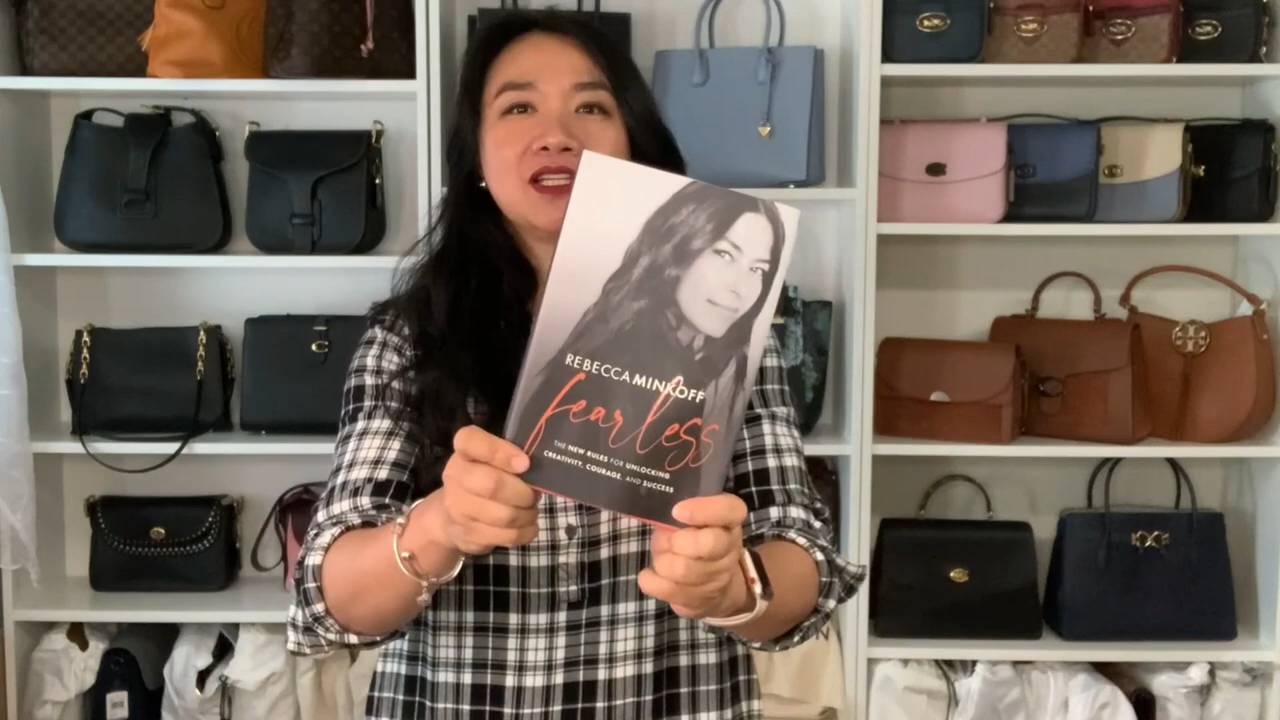 REBECCA MINKOFF
fearless
THE NEW RULES FOR UNLOCKING
CREATIVITY, COURAGE, AND SUCCESS